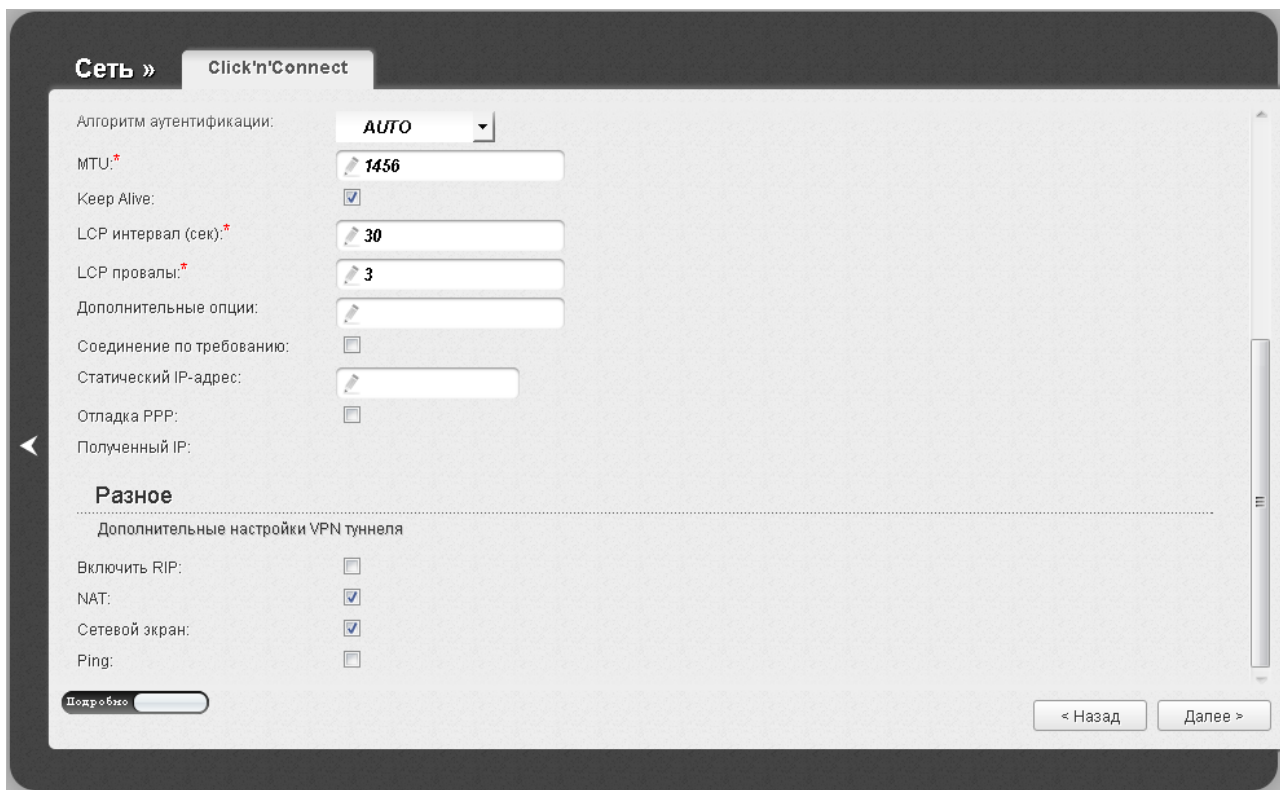 Сеть »
Click'n'Connect
Алгоритм аутентификации: AUTO
MTU:* 1456
Keep Alive:
LCP интервал (сек):* 30
LCP провалы:* 3
Дополнительные опции:
Соединение по требованию:
Статический IP-адрес:
Отладка PPP:
Полученный IP:
Разное
Дополнительные настройки VPN туннеля
Включить RIP:
NAT:
Сетевой экран:
Ping:
Подробно
< Назад
Далее >